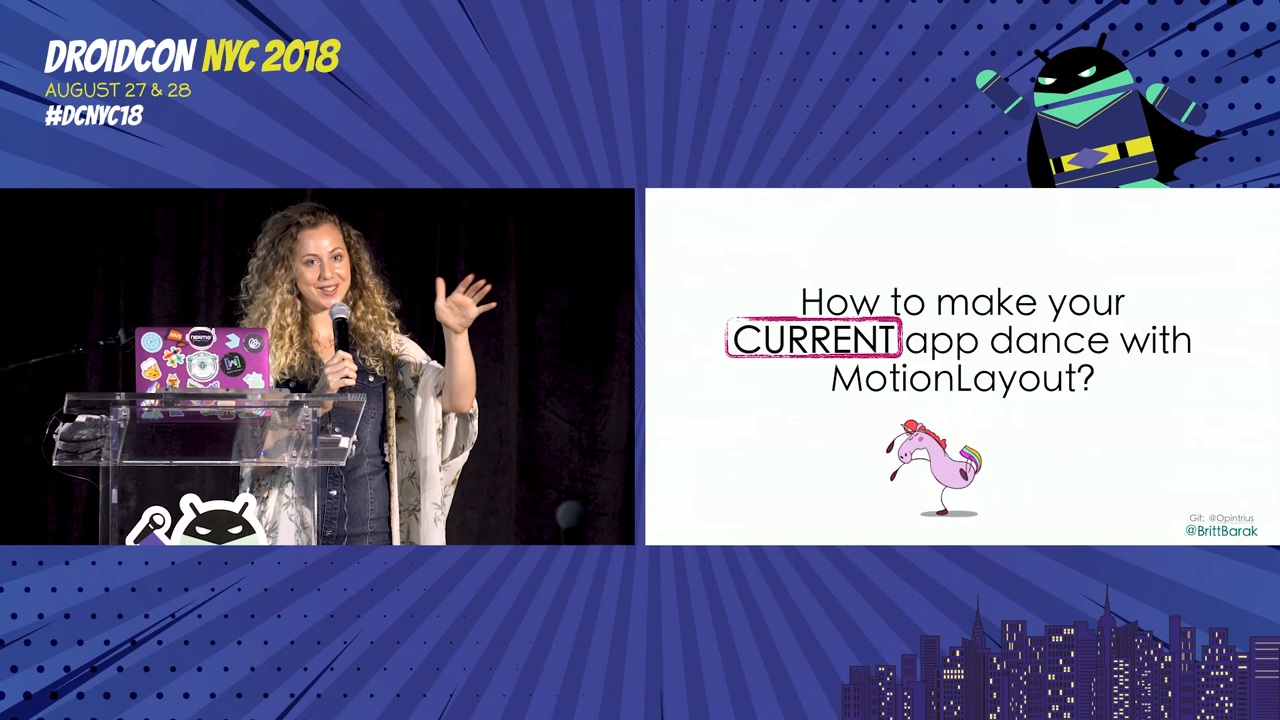 DROIDCON NYC 2018
AUGUST 27 & 28
#DCNYC18
nexmo
How to make your
CURRENT app dance with
MotionLayout?
Gif: @Opintrius
@BrittBarak